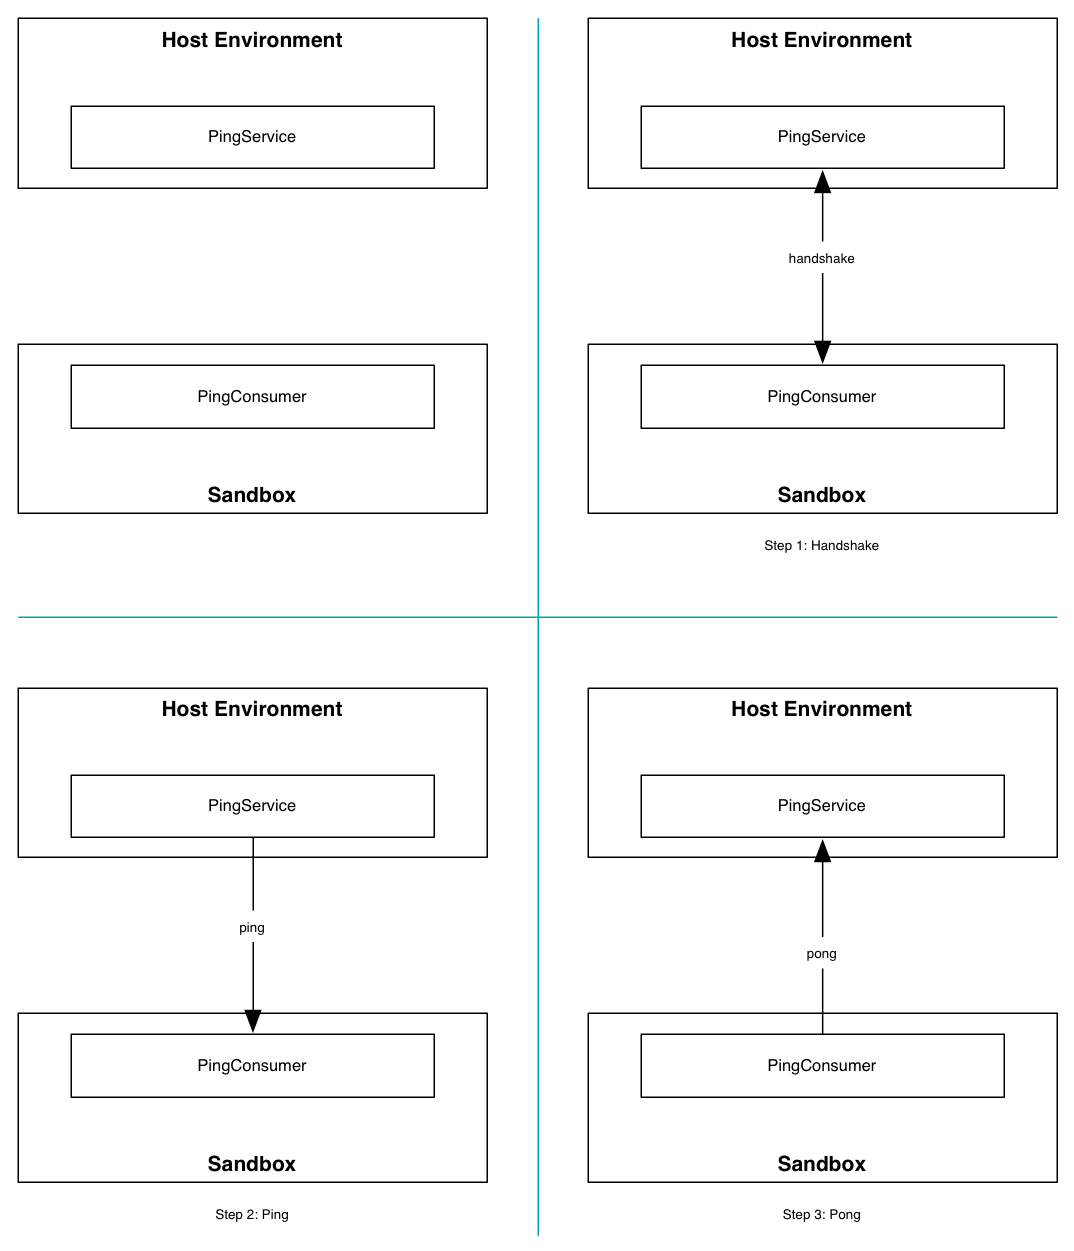 Host Environment
PingService
PingConsumer
Sandbox
Host Environment
PingService
handshake
PingConsumer
Sandbox
Step 1: Handshake
Host Environment
PingService
ping
PingConsumer
Sandbox
Step 2: Ping
Host Environment
PingService
pong
PingConsumer
Sandbox
Step 3: Pong